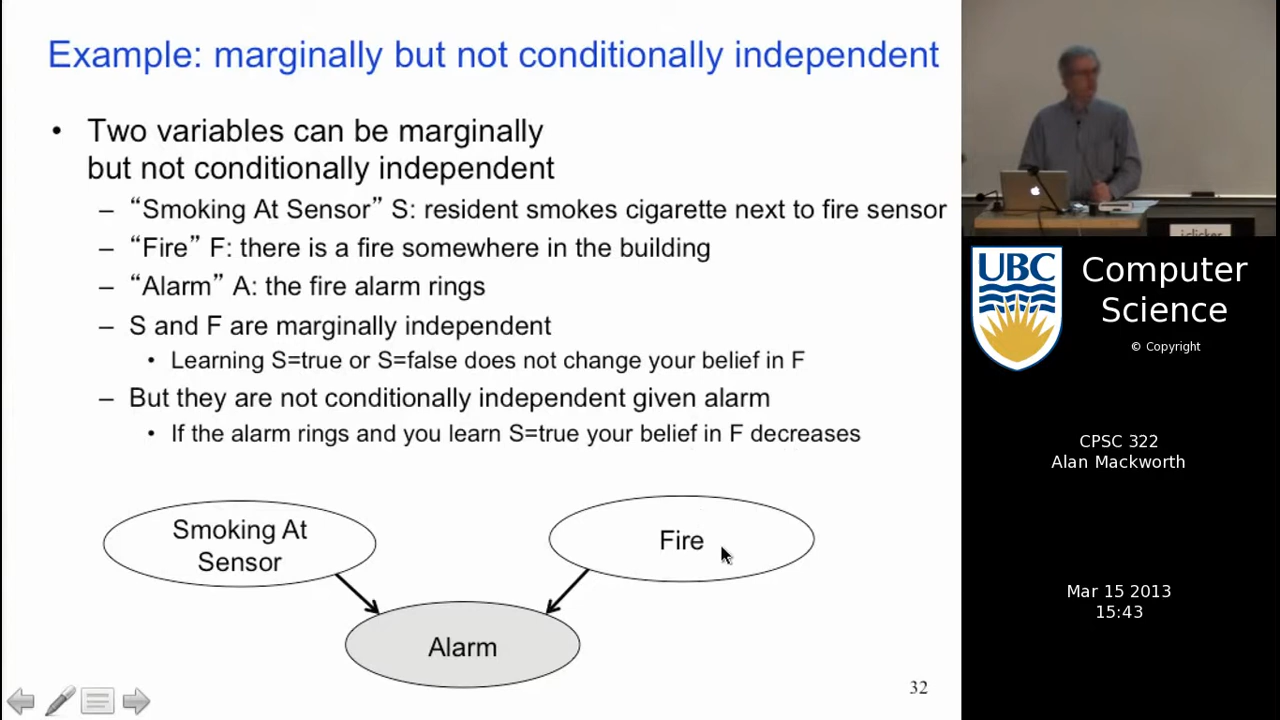 Example: marginally but not conditionally independent
• Two variables can be marginally
but not conditionally independent
– “Smoking At Sensor” S: resident smokes cigarette next to fire sensor
– “Fire” F: there is a fire somewhere in the building
– “Alarm” A: the fire alarm rings
– S and F are marginally independent
• Learning S=true or S=false does not change your belief in F
– But they are not conditionally independent given alarm
• If the alarm rings and you learn S=true your belief in F decreases
Smoking At
Sensor
Fire
Alarm
32
i>clicker
UBC
Computer
Science
© Copyright
CPSC 322
Alan Mackworth
Mar 15 2013
15:43